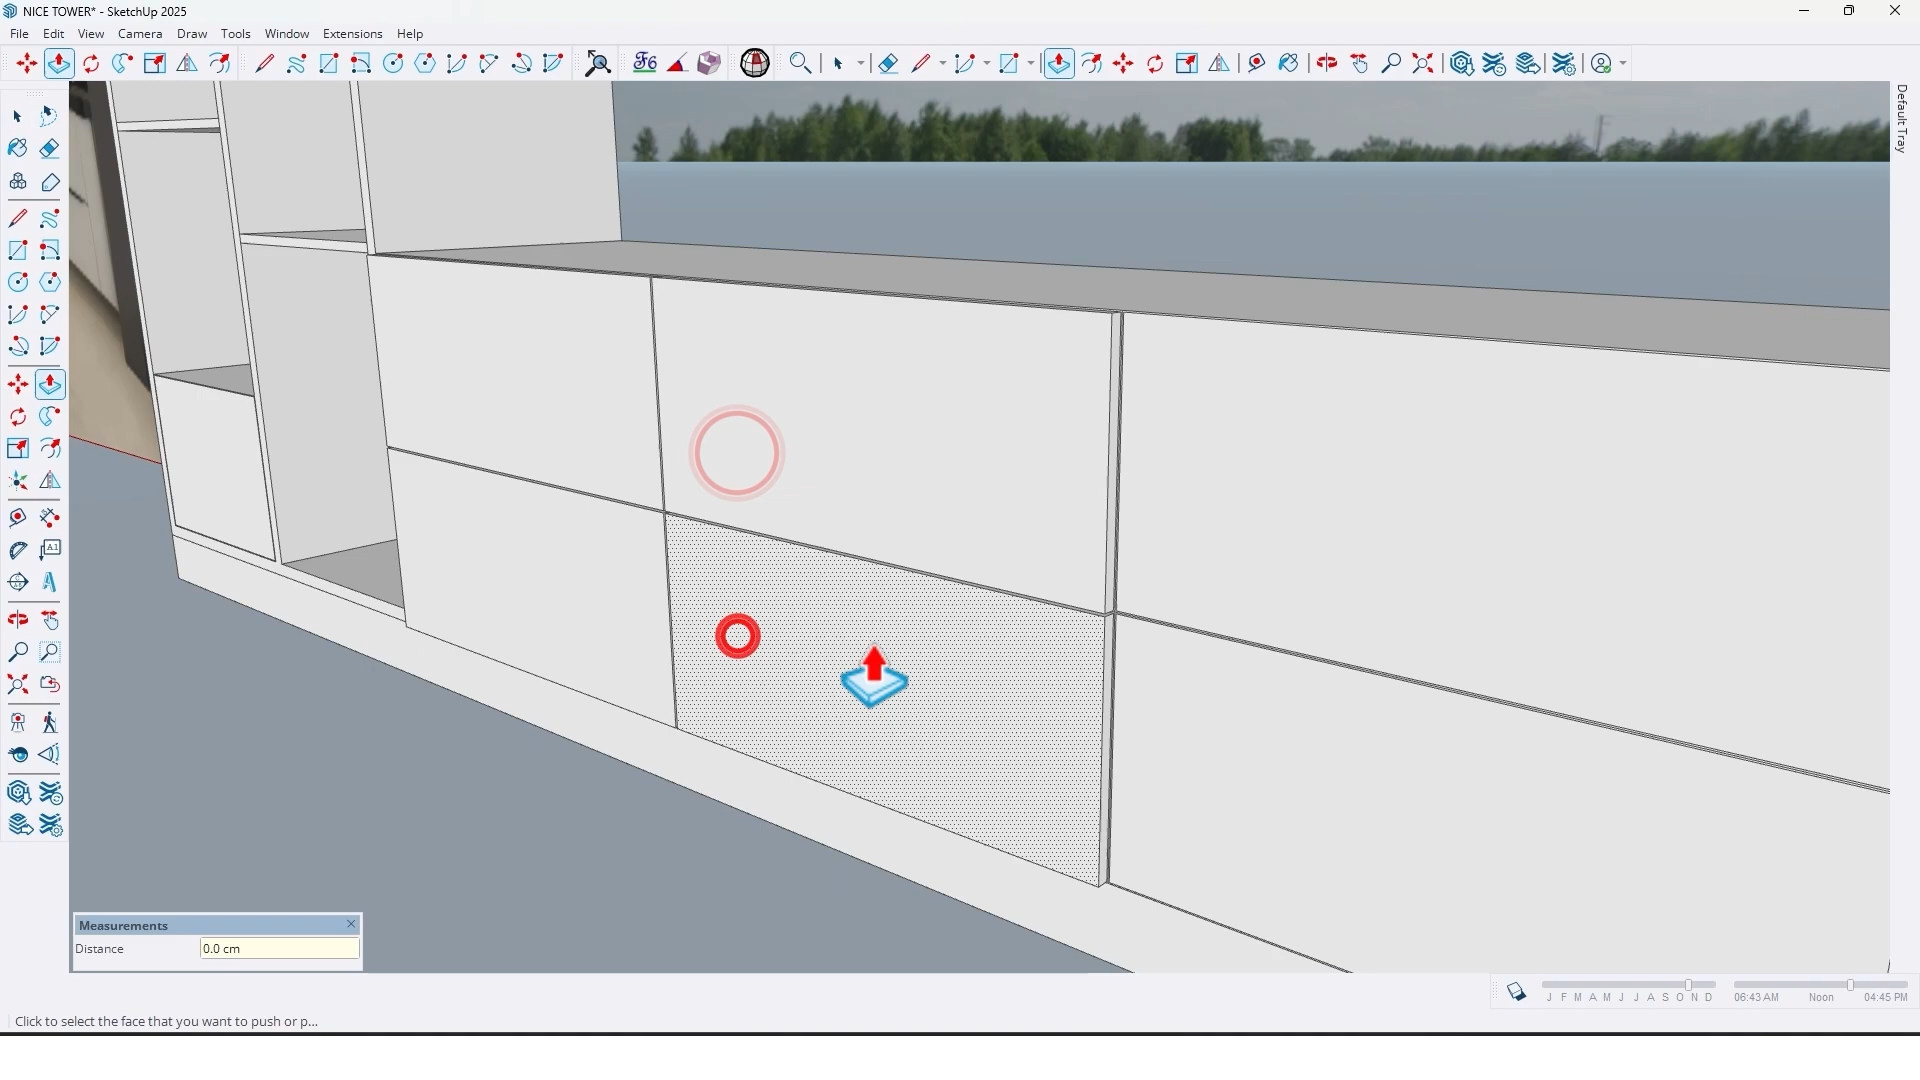 NICE TOWER* - SketchUp 2025
File Edit View Camera Draw Tools Window Extensions Help
Default Tray
Measurements
Distance 0.0 cm
J F M A M J J A S O N D 06:43 AM Noon 04:45 PM
Click to select the face that you want to push or p...